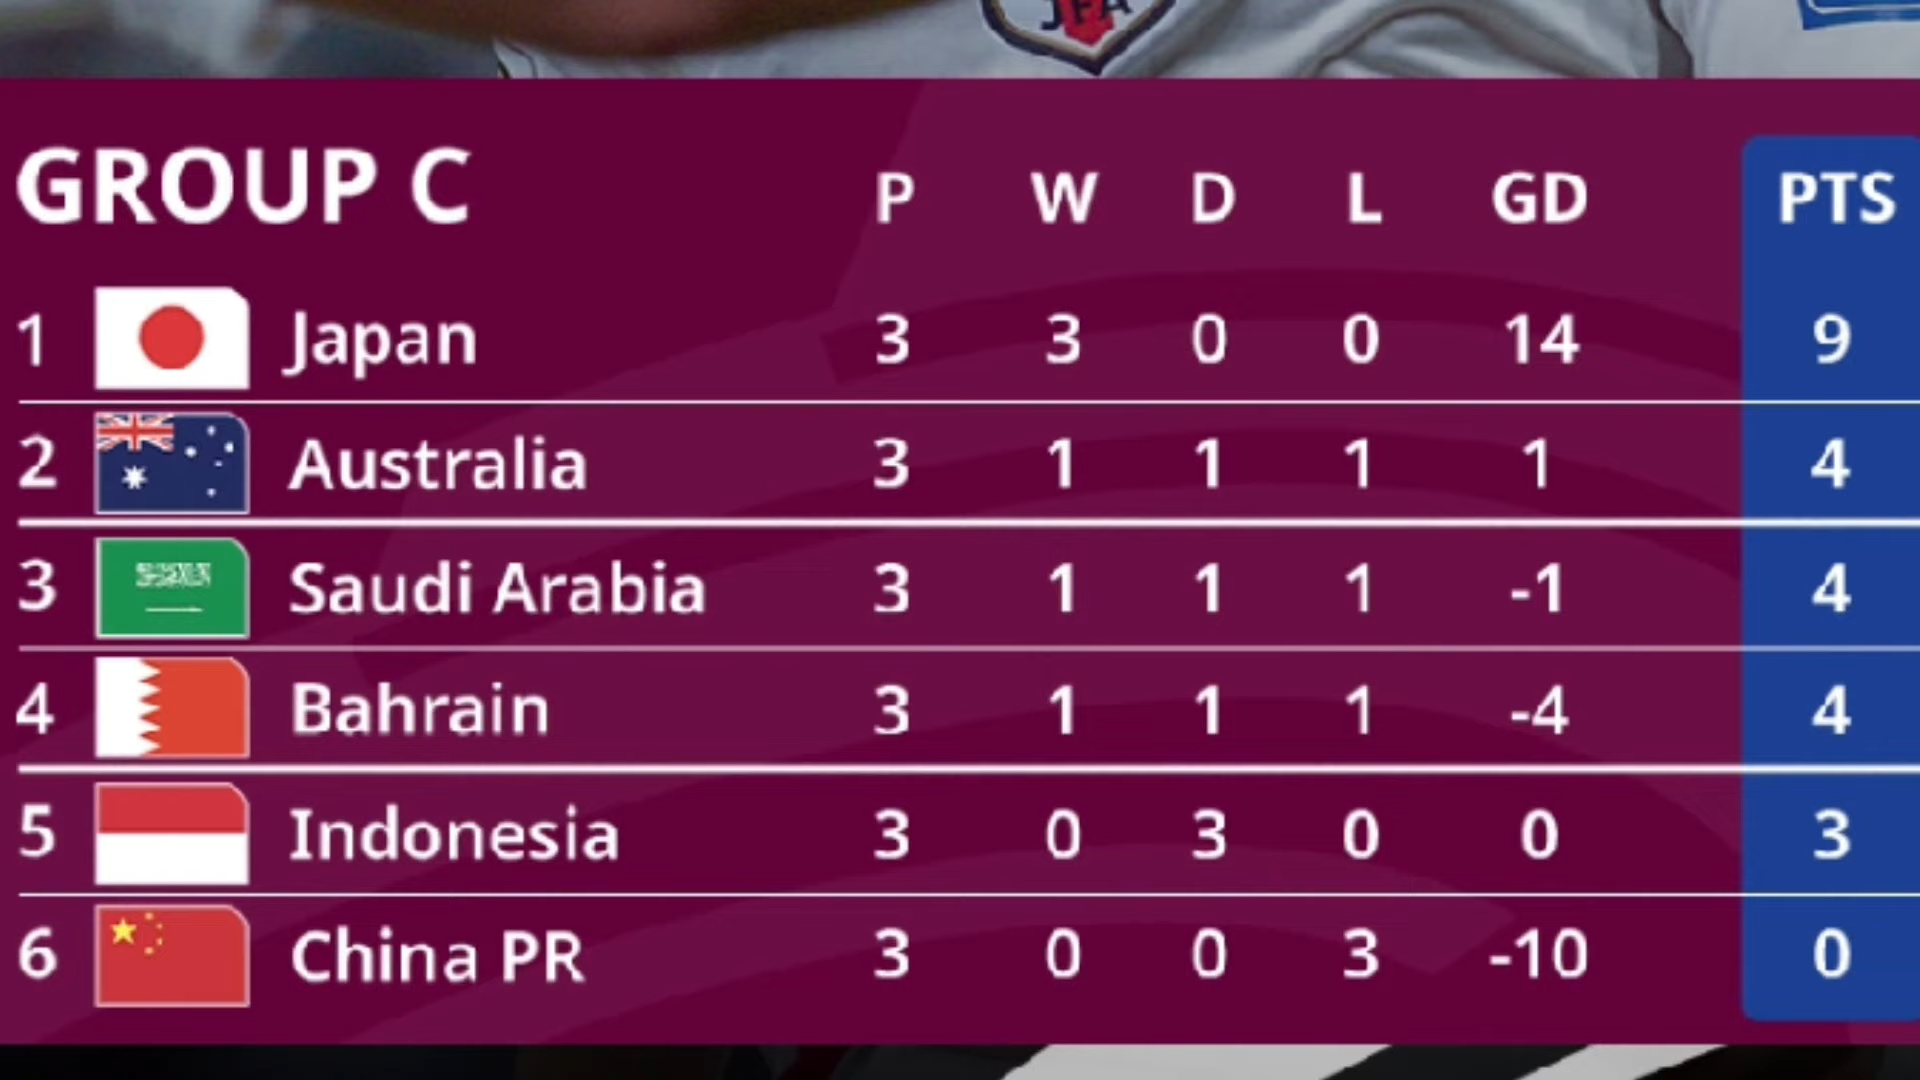 JFA
GROUP C P W D L GD PTS
1 Japan 3 3 0 0 14 9
2 Australia 3 1 1 1 1 4
3 Saudi Arabia 3 1 1 1 -1 4
4 Bahrain 3 1 1 1 -4 4
5 Indonesia 3 0 3 0 0 3
6 China PR 3 0 0 3 -10 0